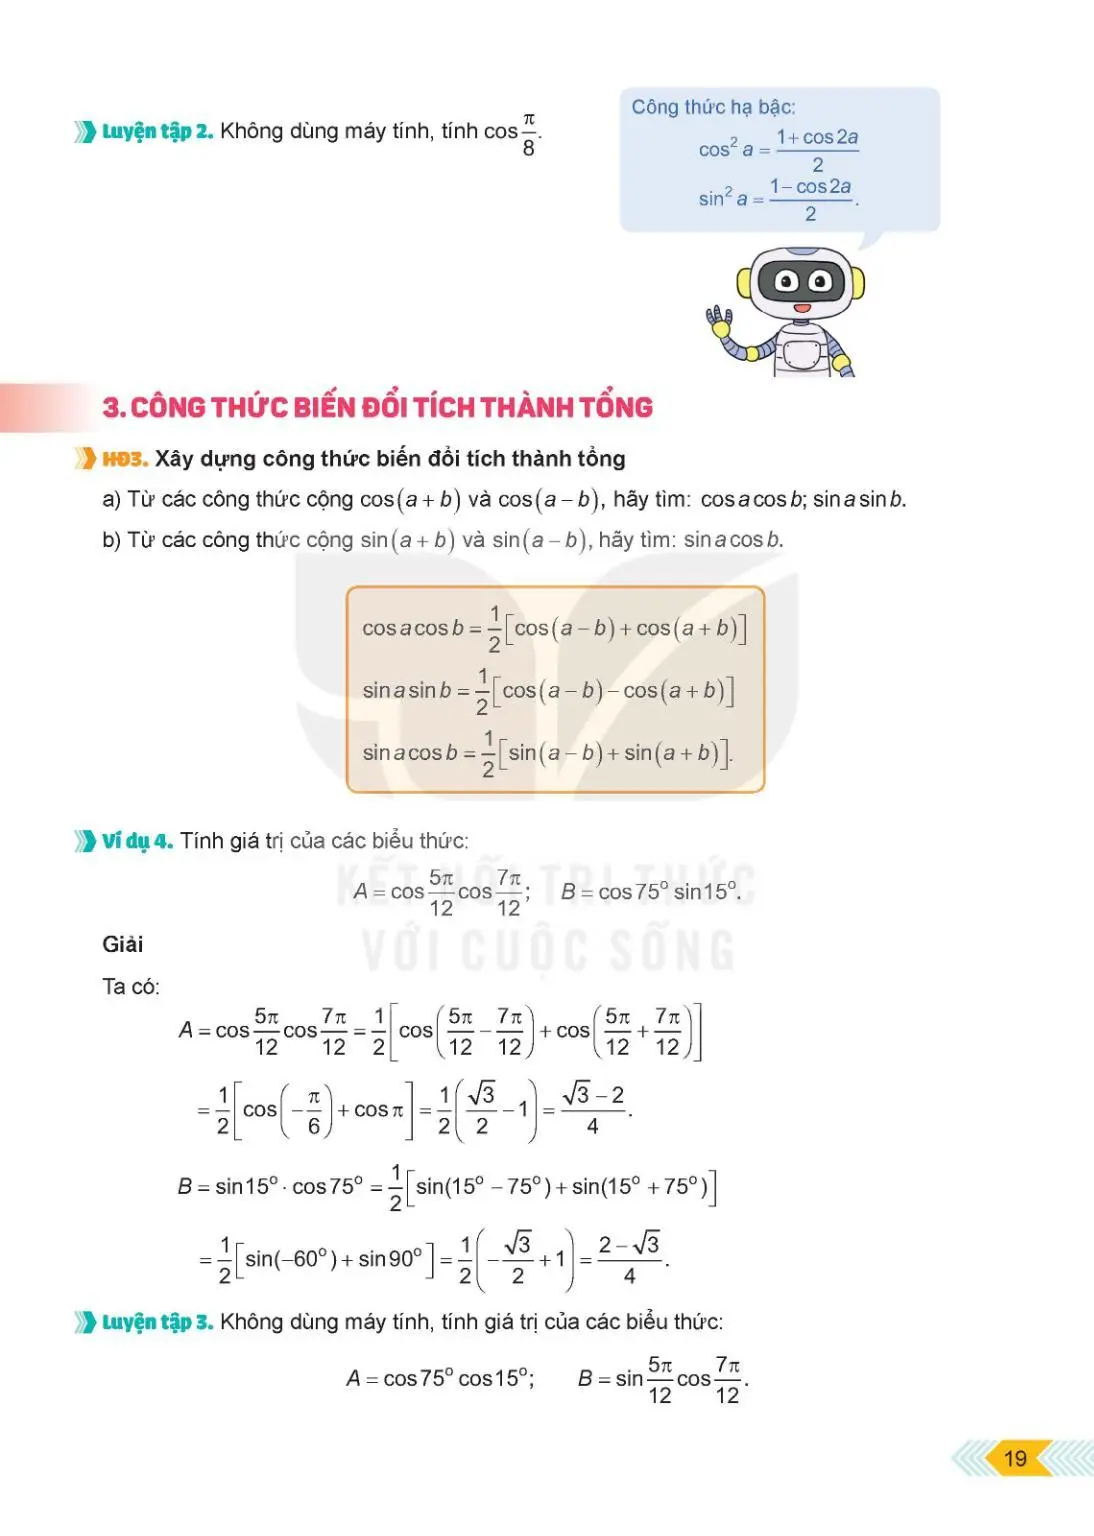 Luyện tập 2. Không dùng máy tính, tính cos π/8.
Công thức hạ bậc:
cos² a = (1 + cos 2a)/2
sin² a = (1 − cos 2a)/2.
3. CÔNG THỨC BIẾN ĐỔI TÍCH THÀNH TỔNG
HĐ3. Xây dựng công thức biến đổi tích thành tổng
a) Từ các công thức cộng cos(a + b) và cos(a − b), hãy tìm: cos a cos b; sin a sin b.
b) Từ các công thức cộng sin(a + b) và sin(a − b), hãy tìm: sin a cos b.
cos a cos b = 1/2 [cos(a − b) + cos(a + b)]
sin a sin b = 1/2 [cos(a − b) − cos(a + b)]
sin a cos b = 1/2 [sin(a − b) + sin(a + b)].
Ví dụ 4. Tính giá trị của các biểu thức:
A = cos 5π/12 cos 7π/12; B = cos 75° sin 15°.
KẾT NỐI TRI THỨC
VỚI CUỘC SỐNG
Giải
Ta có:
A = cos 5π/12 cos 7π/12 = 1/2 [cos(5π/12 − 7π/12) + cos(5π/12 + 7π/12)]
= 1/2 [cos(−π/6) + cos π] = 1/2 (√3/2 − 1) = (√3 − 2)/4.
B = sin 15° · cos 75° = 1/2 [sin(15° − 75°) + sin(15° + 75°)]
= 1/2 [sin(−60°) + sin 90°] = 1/2 (−√3/2 + 1) = (2 − √3)/4.
Luyện tập 3. Không dùng máy tính, tính giá trị của các biểu thức:
A = cos 75° cos 15°; B = sin 5π/12 cos 7π/12.
19